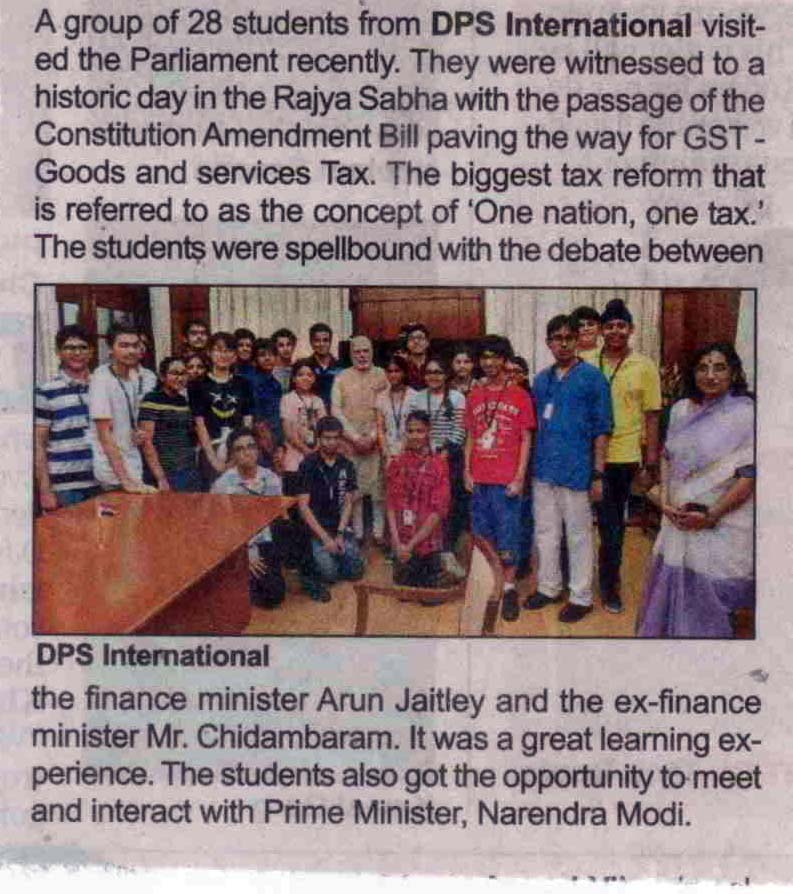 A group of 28 students from DPS International visit-
ed the Parliament recently. They were witnessed to a
historic day in the Rajya Sabha with the passage of the
Constitution Amendment Bill paving the way for GST -
Goods and services Tax. The biggest tax reform that
is referred to as the concept of 'One nation, one tax.'
The students were spellbound with the debate between
DPS International
the finance minister Arun Jaitley and the ex-finance
minister Mr. Chidambaram. It was a great learning ex-
perience. The students also got the opportunity to meet
and interact with Prime Minister, Narendra Modi.